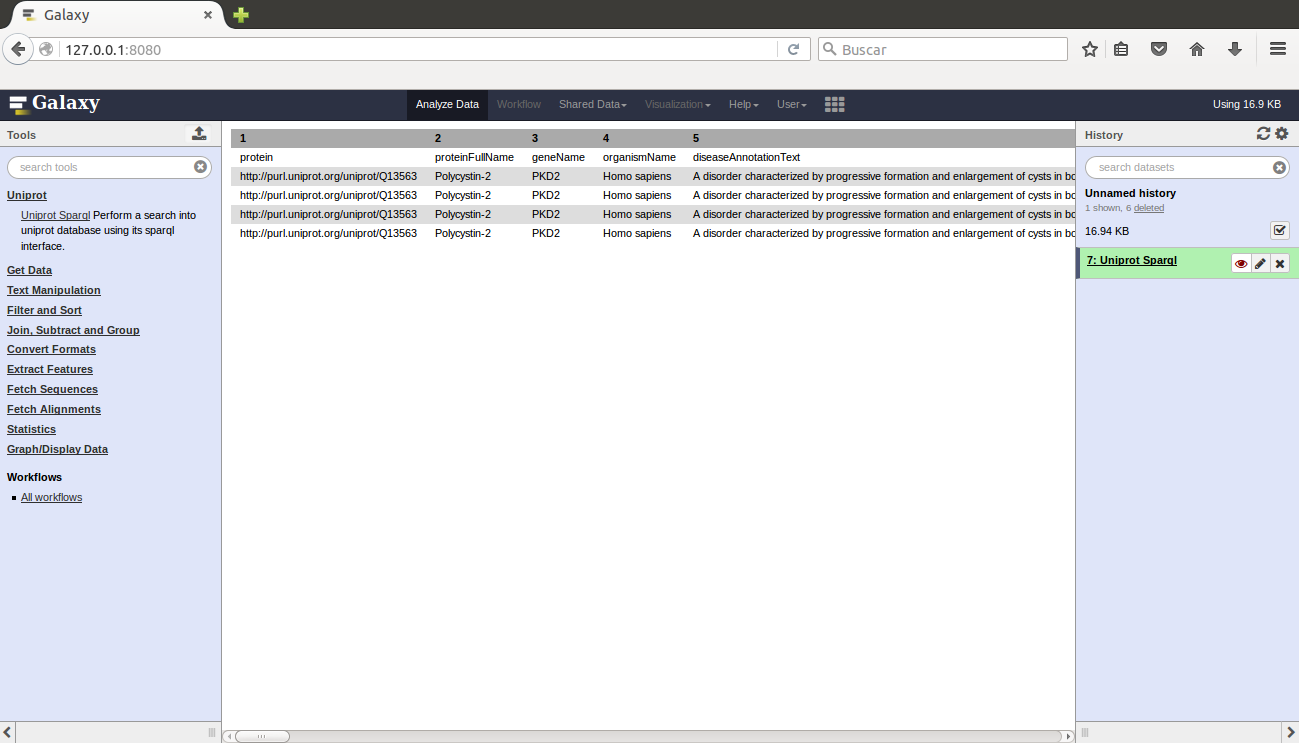 Galaxy
127.0.0.1:8080
Buscar
Galaxy
Analyze Data Workflow Shared Data Visualization Help User Using 16.9 KB
Tools
search tools
Uniprot
Uniprot Sparql Perform a search into
uniprot database using its sparql
interface.
Get Data
Text Manipulation
Filter and Sort
Join, Subtract and Group
Convert Formats
Extract Features
Fetch Sequences
Fetch Alignments
Statistics
Graph/Display Data
Workflows
All workflows
1 2 3 4 5
protein proteinFullName geneName organismName diseaseAnnotationText
http://purl.uniprot.org/uniprot/Q13563 Polycystin-2 PKD2 Homo sapiens A disorder characterized by progressive formation and enlargement of cysts in bo
http://purl.uniprot.org/uniprot/Q13563 Polycystin-2 PKD2 Homo sapiens A disorder characterized by progressive formation and enlargement of cysts in bo
http://purl.uniprot.org/uniprot/Q13563 Polycystin-2 PKD2 Homo sapiens A disorder characterized by progressive formation and enlargement of cysts in bo
http://purl.uniprot.org/uniprot/Q13563 Polycystin-2 PKD2 Homo sapiens A disorder characterized by progressive formation and enlargement of cysts in bo
History
search datasets
Unnamed history
1 shown, 6 deleted
16.94 KB
7: Uniprot Sparql